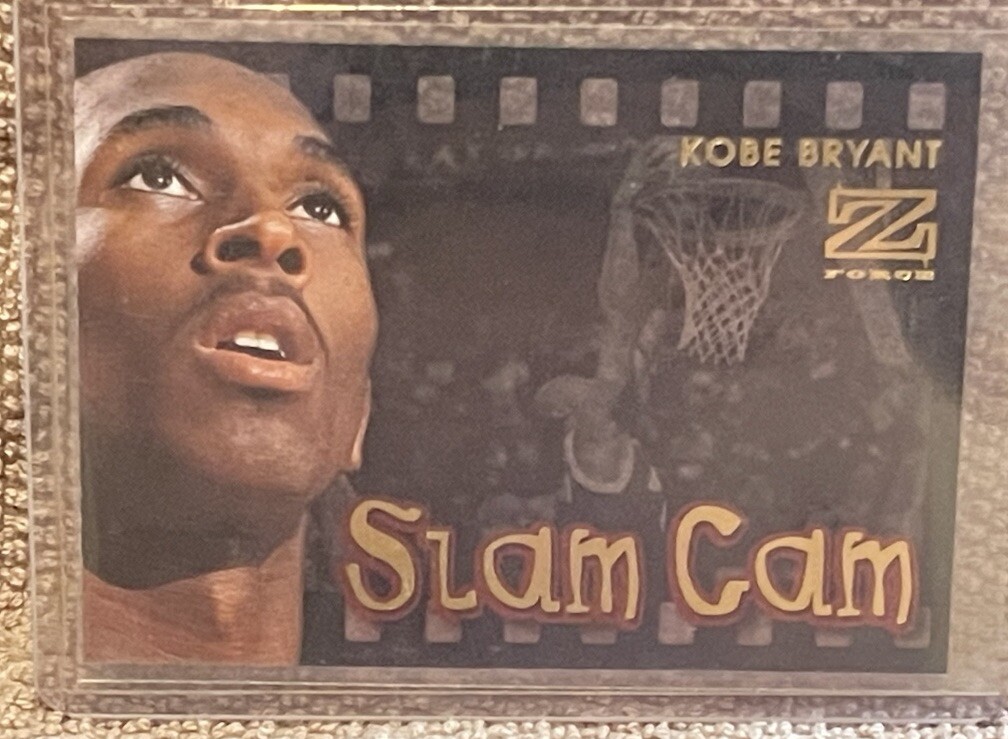 KOBE BRYANT
Z
FORCE
Slam Cam